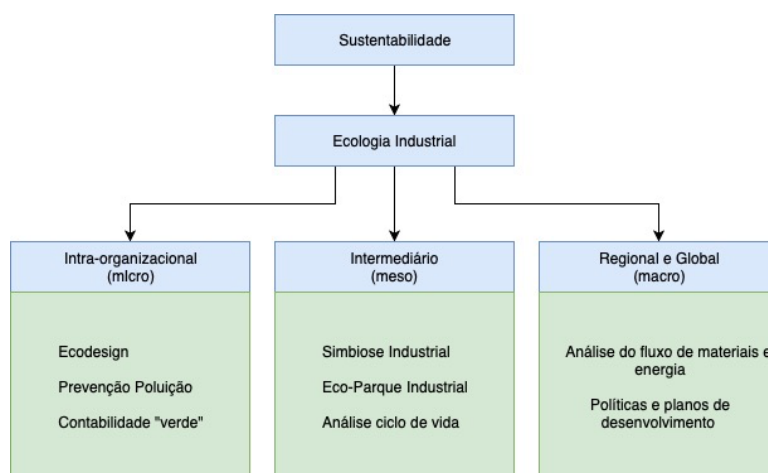 Sustentabilidade
Ecologia Industrial
Intra-organizacional
(mIcro)
Ecodesign
Prevenção Poluição
Contabilidade "verde"
Intermediário
(meso)
Simbiose Industrial
Eco-Parque Industrial
Análise ciclo de vida
Regional e Global
(macro)
Análise do fluxo de materiais e
energia
Políticas e planos de
desenvolvimento